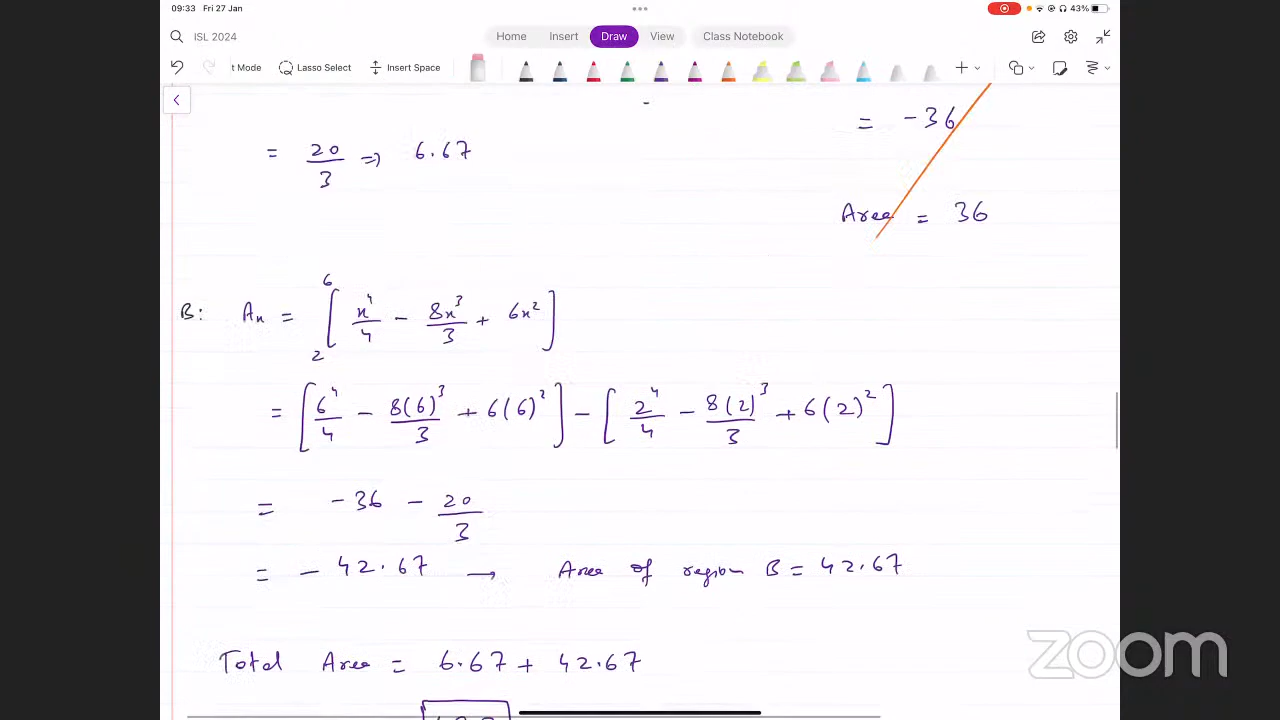 09:33 Fri 27 Jan
43%
ISL 2024
Home Insert Draw View Class Notebook
t Mode Lasso Select Insert Space
= -36
= 20/3 => 6.67
Area = 36
B: Ax = 2[x^4/4 - 8x^3/3 + 6x^2]6
= [6^4/4 - 8(6)^3/3 + 6(6)^2] - [2^4/4 - 8(2)^3/3 + 6(2)^2]
= -36 - 20/3
= - 42.67 → Area of region B = 42.67
Total Area = 6.67 + 42.67
zoom